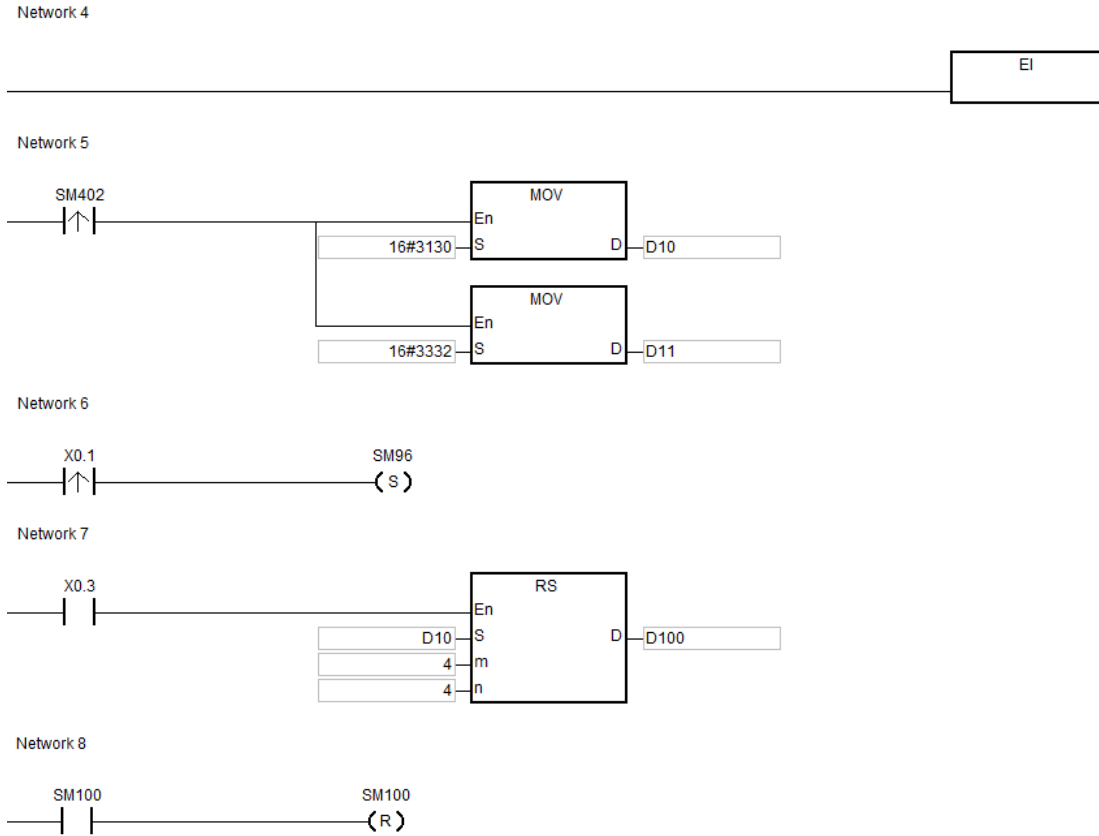 Network 4
EI
Network 5
SM402
MOV
En
16#3130 S D D10
MOV
En
16#3332 S D D11
Network 6
X0.1 SM96
( S )
Network 7
X0.3
RS
En
D10 S D D100
4 m
4 n
Network 8
SM100 SM100
( R )